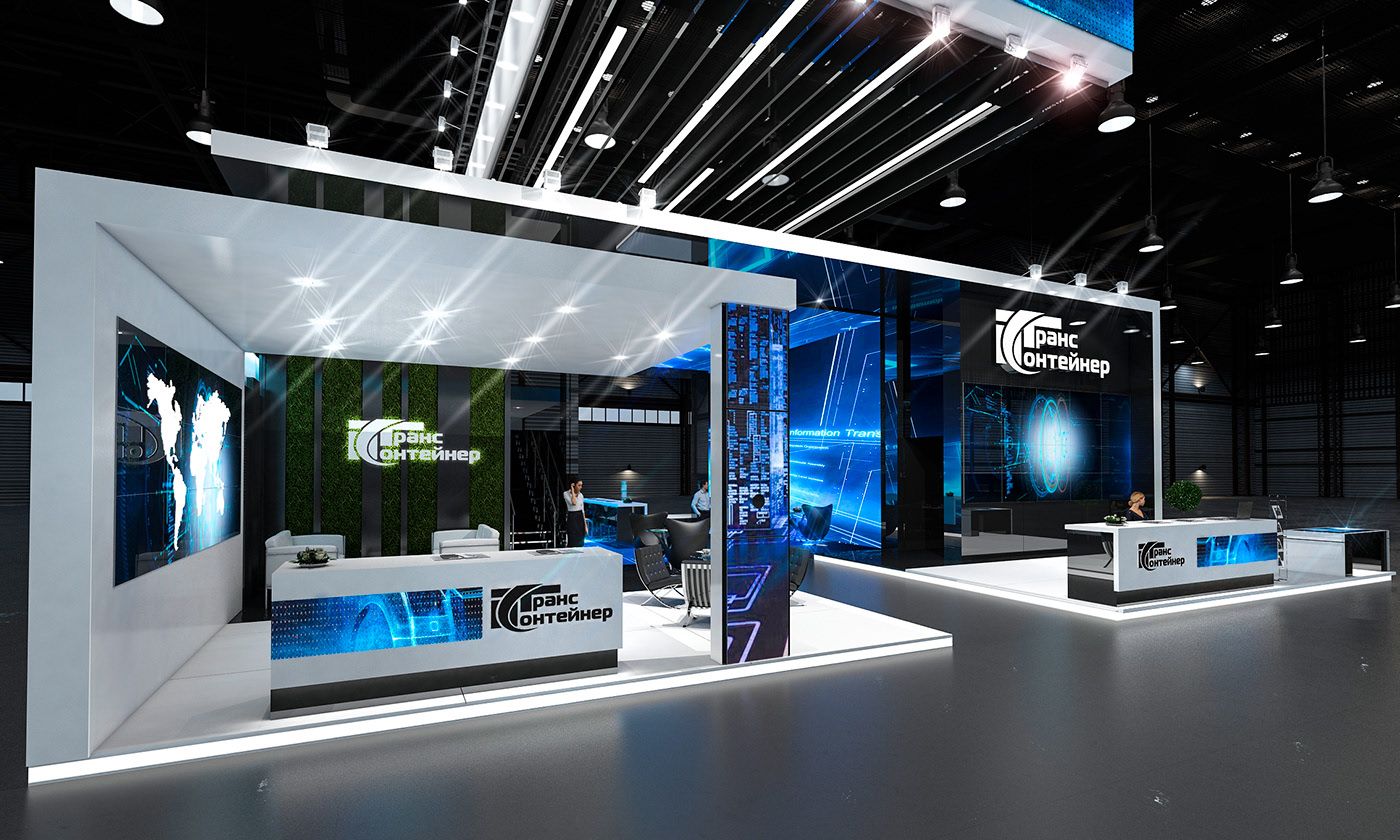 Транс
Контейнер
Транс
Контейнер
Information Trans
Транс
Контейнер
Транс
Контейнер